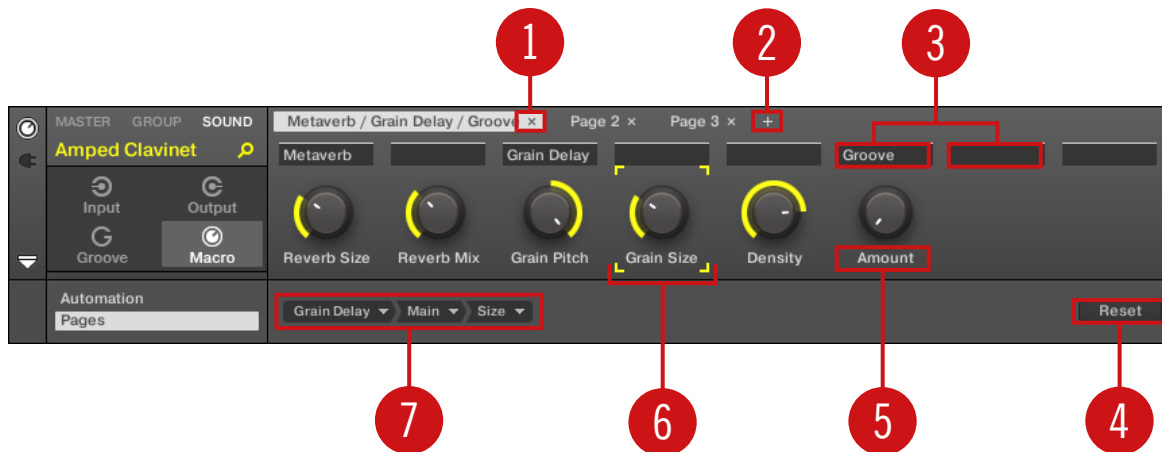 1 2 3
MASTER GROUP SOUND Metaverb / Grain Delay / Groove × Page 2 × Page 3 × +
Amped Clavinet Metaverb Grain Delay Groove
Input Output
Groove Macro Reverb Size Reverb Mix Grain Pitch Grain Size Density Amount
Automation
Pages Grain Delay Main Size Reset
7 6 5 4